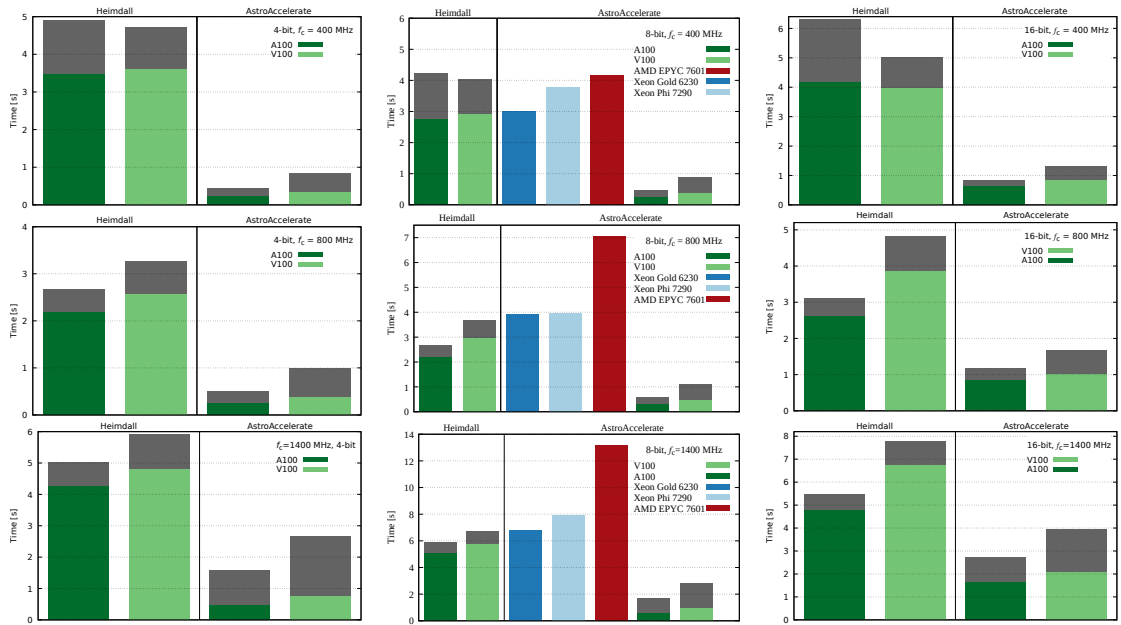 Heimdall AstroAccelerate
4-bit, fc = 400 MHz
A100
V100
Time [s]
5
4
3
2
1
0
Heimdall AstroAccelerate
8-bit, fc = 400 MHz
A100
V100
AMD EPYC 7601
Xeon Gold 6230
Xeon Phi 7290
Time [s]
6
5
4
3
2
1
0
Heimdall AstroAccelerate
16-bit, fc = 400 MHz
A100
V100
Time [s]
6
5
4
3
2
1
0
Heimdall AstroAccelerate
4-bit, fc = 800 MHz
A100
V100
Time [s]
4
3
2
1
0
Heimdall AstroAccelerate
8-bit, fc = 800 MHz
A100
V100
Xeon Gold 6230
Xeon Phi 7290
AMD EPYC 7601
Time [s]
7
6
5
4
3
2
1
0
Heimdall AstroAccelerate
16-bit, fc = 800 MHz
V100
A100
Time [s]
5
4
3
2
1
0
Heimdall AstroAccelerate
fc=1400 MHz, 4-bit
A100
V100
Time [s]
6
5
4
3
2
1
0
Heimdall AstroAccelerate
8-bit, fc=1400 MHz
V100
A100
Xeon Gold 6230
Xeon Phi 7290
AMD EPYC 7601
Time [s]
14
12
10
8
6
4
2
0
Heimdall AstroAccelerate
16-bit, fc=1400 MHz
V100
A100
Time [s]
8
7
6
5
4
3
2
1
0